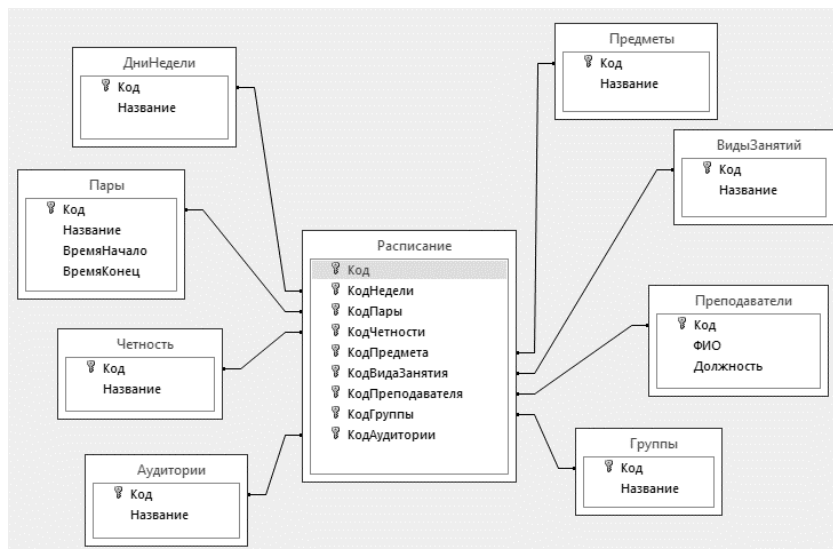 ДниНедели
Код
Название
Пары
Код
Название
ВремяНачало
ВремяКонец
Четность
Код
Название
Аудитории
Код
Название
Расписание
Код
КодНедели
КодПары
КодЧетности
КодПредмета
КодВидаЗанятия
КодПреподавателя
КодГруппы
КодАудитории
Предметы
Код
Название
ВидыЗанятий
Код
Название
Преподаватели
Код
ФИО
Должность
Группы
Код
Название